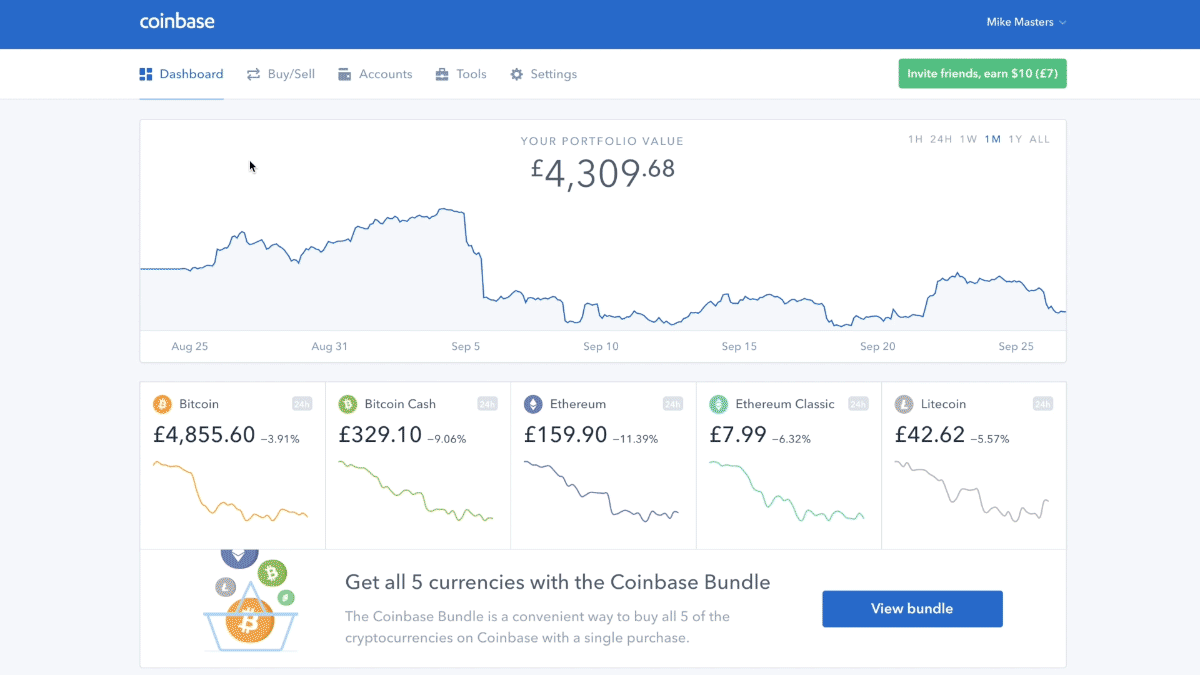 coinbase
Mike Masters
Dashboard
Buy/Sell
Accounts
Tools
Settings
Invite friends, earn $10 (£7)
YOUR PORTFOLIO VALUE
£4,309.68
1H 24H 1W 1M 1Y ALL
Aug 25
Aug 31
Sep 5
Sep 10
Sep 15
Sep 20
Sep 25
Bitcoin 24h
£4,855.60 −3.91%
Bitcoin Cash 24h
£329.10 −9.06%
Ethereum 24h
£159.90 −11.39%
Ethereum Classic 24h
£7.99 −6.32%
Litecoin 24h
£42.62 −5.57%
Get all 5 currencies with the Coinbase Bundle
The Coinbase Bundle is a convenient way to buy all 5 of the
cryptocurrencies on Coinbase with a single purchase.
View bundle